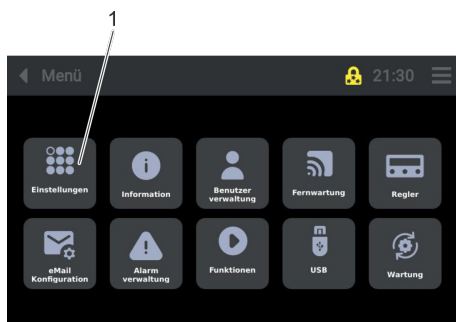 1
Menü
21:30
Einstellungen
Information
Benutzer
verwaltung
Fernwartung
Regler
eMail
Konfiguration
Alarm
verwaltung
Funktionen
USB
Wartung